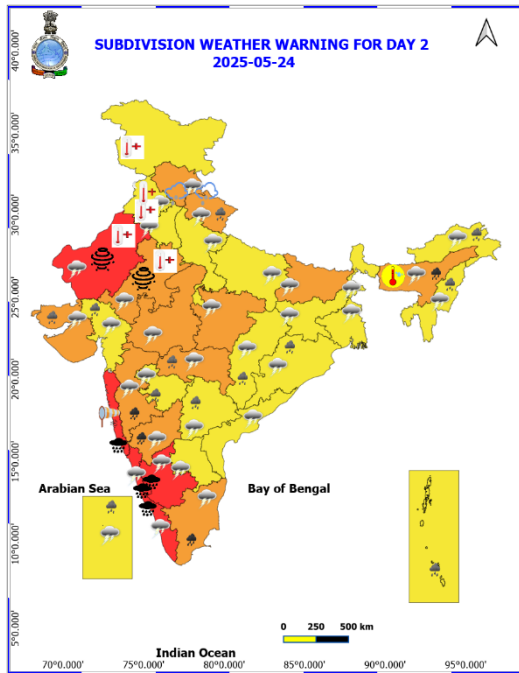 SUBDIVISION WEATHER WARNING FOR DAY 2
2025-05-24
40°0.000'
35°0.000'
30°0.000'
25°0.000'
20°0.000'
15°0.000'
10°0.000'
5°0.000'
Arabian Sea
Bay of Bengal
0 250 500 km
Indian Ocean
70°0.000' 75°0.000' 80°0.000' 85°0.000' 90°0.000' 95°0.000'